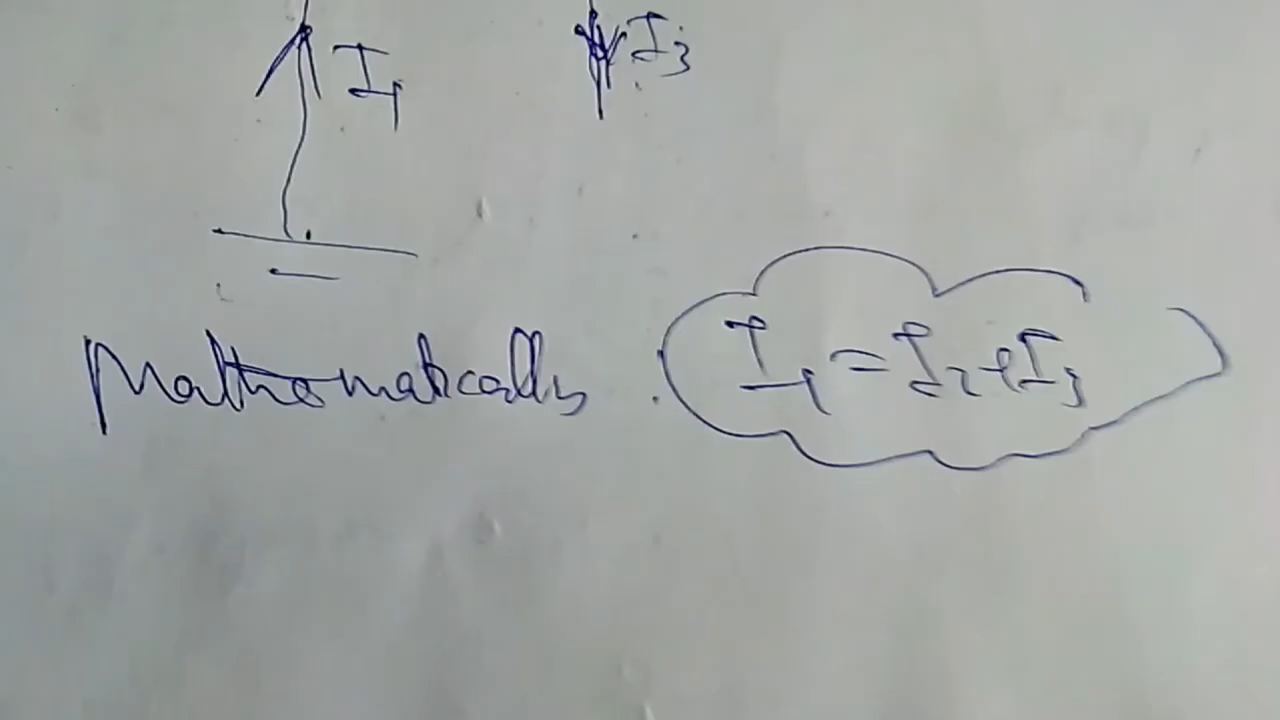 I₁ I₃
Mathematically I₁ = I₂ + I₃